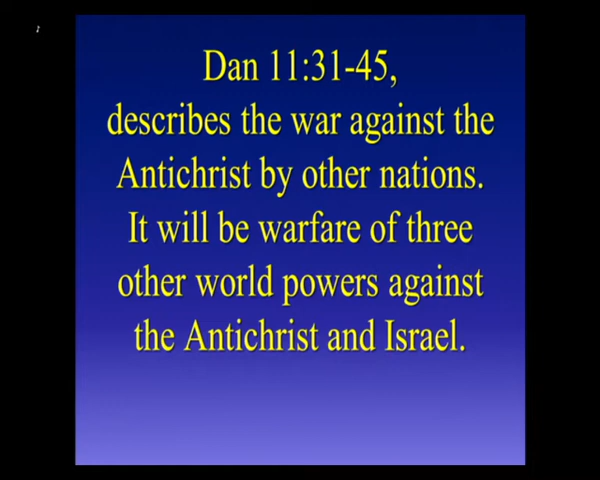 Dan 11:31-45,
describes the war against the
Antichrist by other nations.
It will be warfare of three
other world powers against
the Antichrist and Israel.